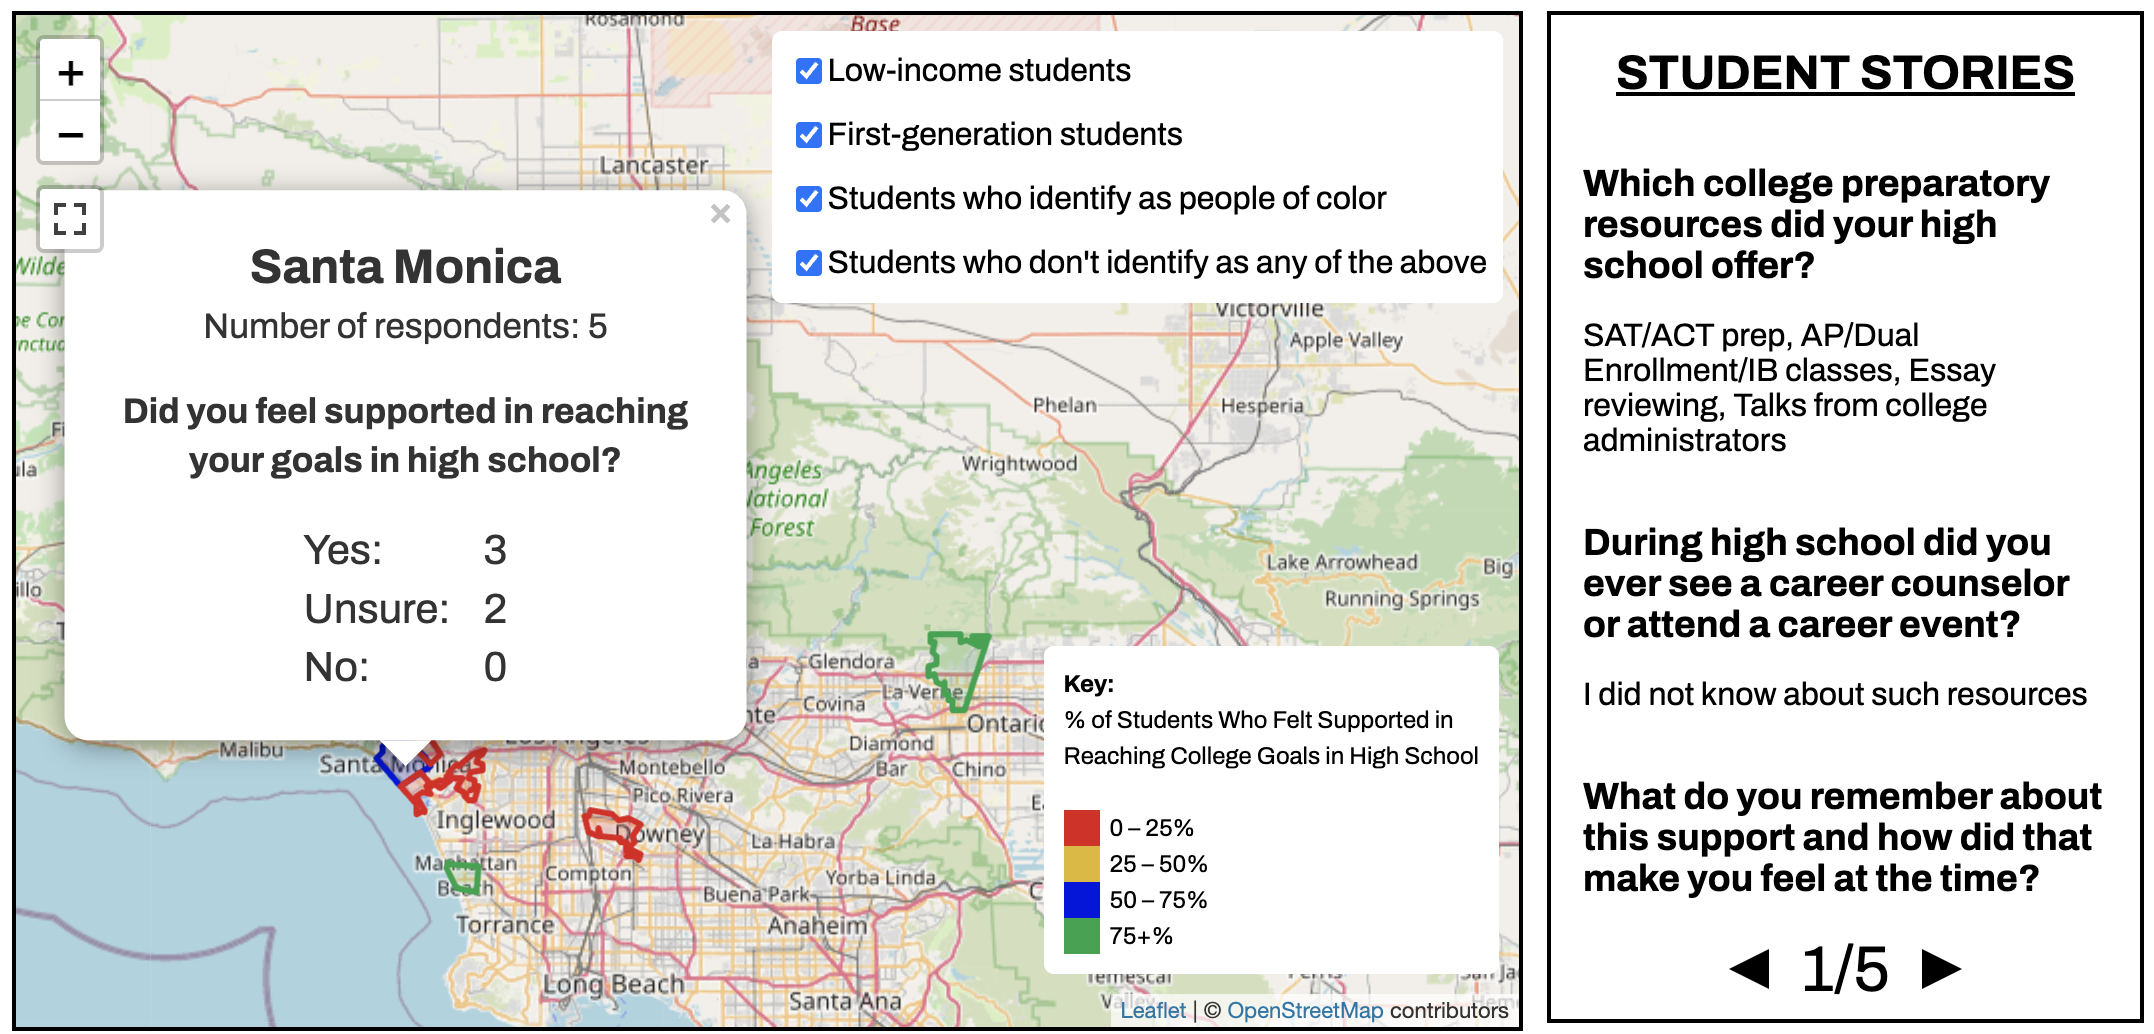 Rosamond
Base
+
−
Low-income students
First-generation students
Students who identify as people of color
Students who don't identify as any of the above
Lancaster
×
Santa Monica
Number of respondents: 5
Did you feel supported in reaching
your goals in high school?
Yes: 3
Unsure: 2
No: 0
Victorville
Apple Valley
Phelan
Hesperia
Wrightwood
Angeles
National
Forest
Lake Arrowhead
Big
Running Springs
Glendora
La Verne
Covina
Ontario
Diamond
Bar
Chino
Malibu
Santa Monica
Los Angeles
Montebello
Pico Rivera
Inglewood
Downey
La Habra
Manhattan
Beach
Compton
Yorba Linda
Buena Park
Torrance
Anaheim
Long Beach
Santa Ana
Temescal
Valley
Key:
% of Students Who Felt Supported in
Reaching College Goals in High School
0 – 25%
25 – 50%
50 – 75%
75+%
Leaflet | © OpenStreetMap contributors
STUDENT STORIES
Which college preparatory
resources did your high
school offer?
SAT/ACT prep, AP/Dual
Enrollment/IB classes, Essay
reviewing, Talks from college
administrators
During high school did you
ever see a career counselor
or attend a career event?
I did not know about such resources
What do you remember about
this support and how did that
make you feel at the time?
◀ 1/5 ▶